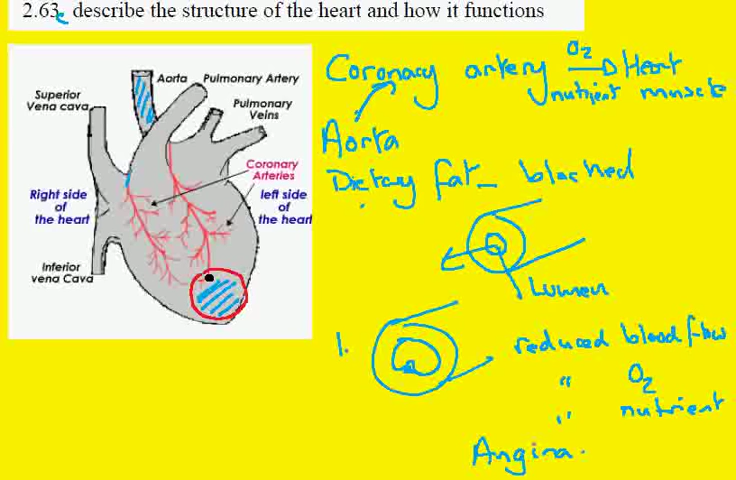 2.63c describe the structure of the heart and how it functions
Aorta
Pulmonary Artery
Superior
Vena cava
Pulmonary
Veins
Coronary
Arteries
Right side
of
the heart
left side
of
the heart
Inferior
vena Cava
Coronary artery O2 Heart
nutrient muscle
Aorta
Dietary fat - blocked
Lumen
1.
reduced blood flow
" O2
" nutrient
Angina.